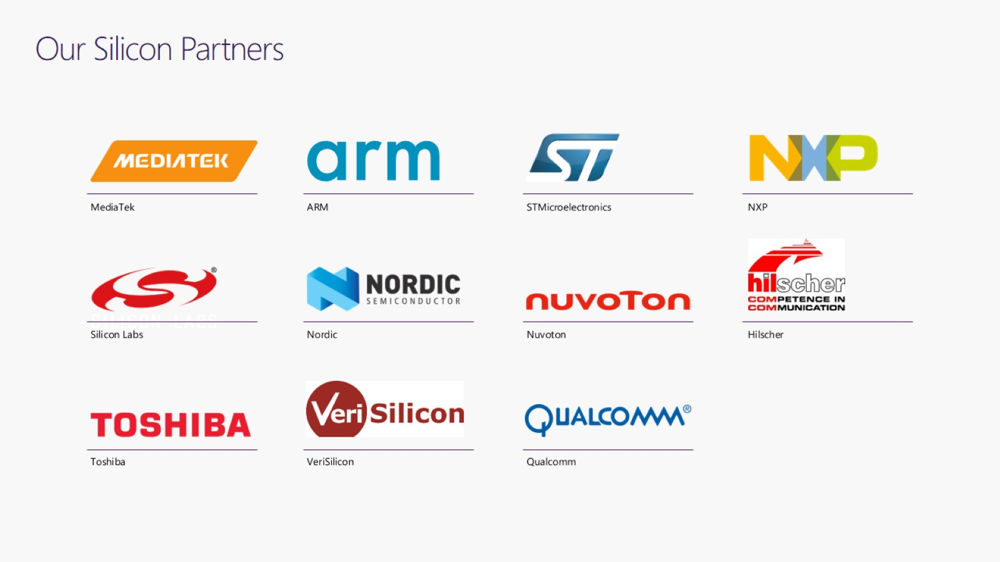 Our Silicon Partners
MEDIATEK
arm
ST
NXP
MediaTek
ARM
STMicroelectronics
NXP
®
SILICON LABS
NORDIC
SEMICONDUCTOR
nuvoTon
hilscher
COMPETENCE IN
COMMUNICATION
Silicon Labs
Nordic
Nuvoton
Hilscher
TOSHIBA
VeriSilicon
QUALCOMM®
Toshiba
VeriSilicon
Qualcomm